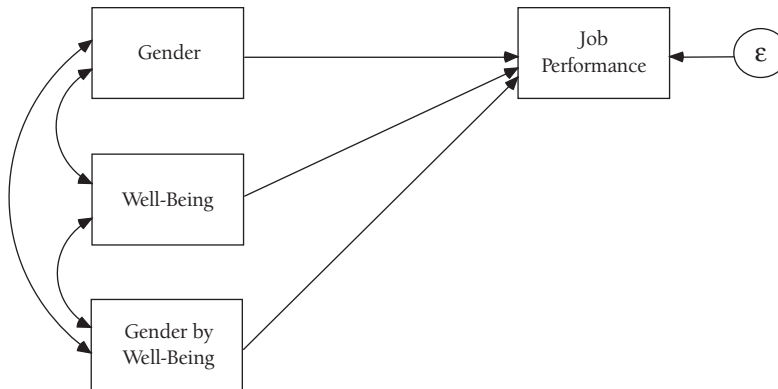 Gender
Job
Performance
ε
Well-Being
Gender by
Well-Being